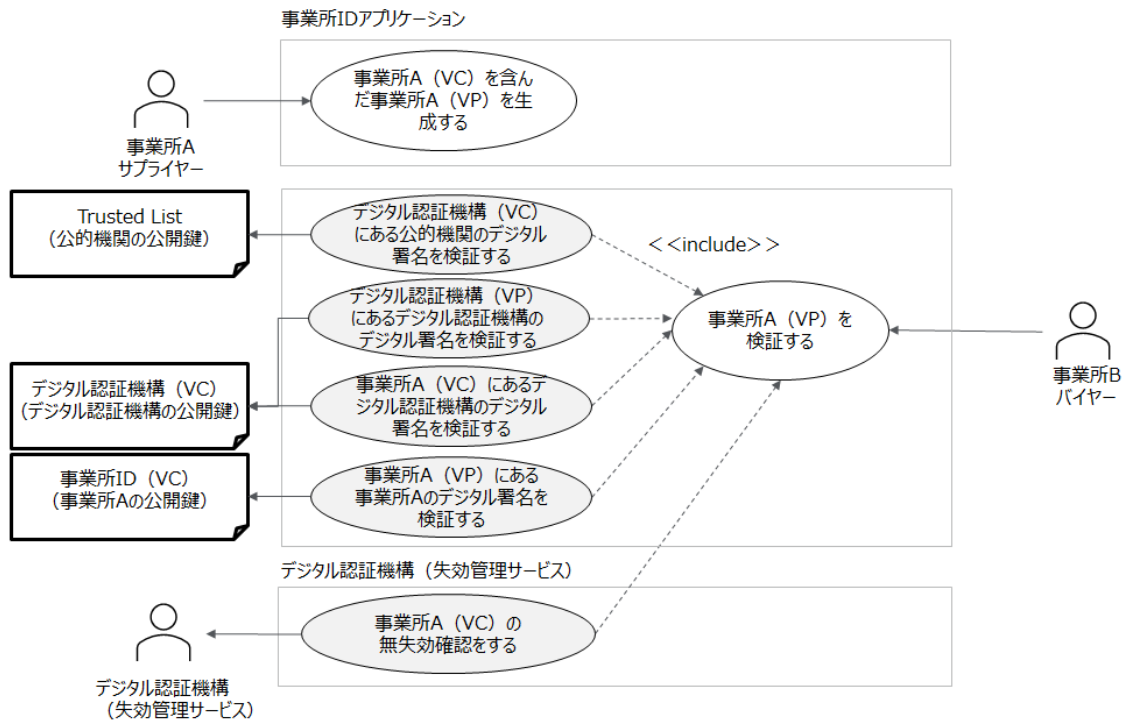 事業所IDアプリケーション
事業所A（VC）を含ん
だ事業所A（VP）を生
成する
事業所A
サプライヤー
Trusted List
（公的機関の公開鍵）
デジタル認証機構（VC）
にある公的機関のデジタル
署名を検証する
＜＜include＞＞
デジタル認証機構（VP）
にあるデジタル認証機構の
デジタル署名を検証する
事業所A（VP）を
検証する
事業所B
バイヤー
デジタル認証機構（VC）
（デジタル認証機構の公開鍵）
事業所A（VC）にあるデ
ジタル認証機構のデジタル
署名を検証する
事業所ID（VC）
（事業所Aの公開鍵）
事業所A（VP）にある
事業所Aのデジタル署名を
検証する
デジタル認証機構（失効管理サービス）
事業所A（VC）の
無失効確認をする
デジタル認証機構
（失効管理サービス）